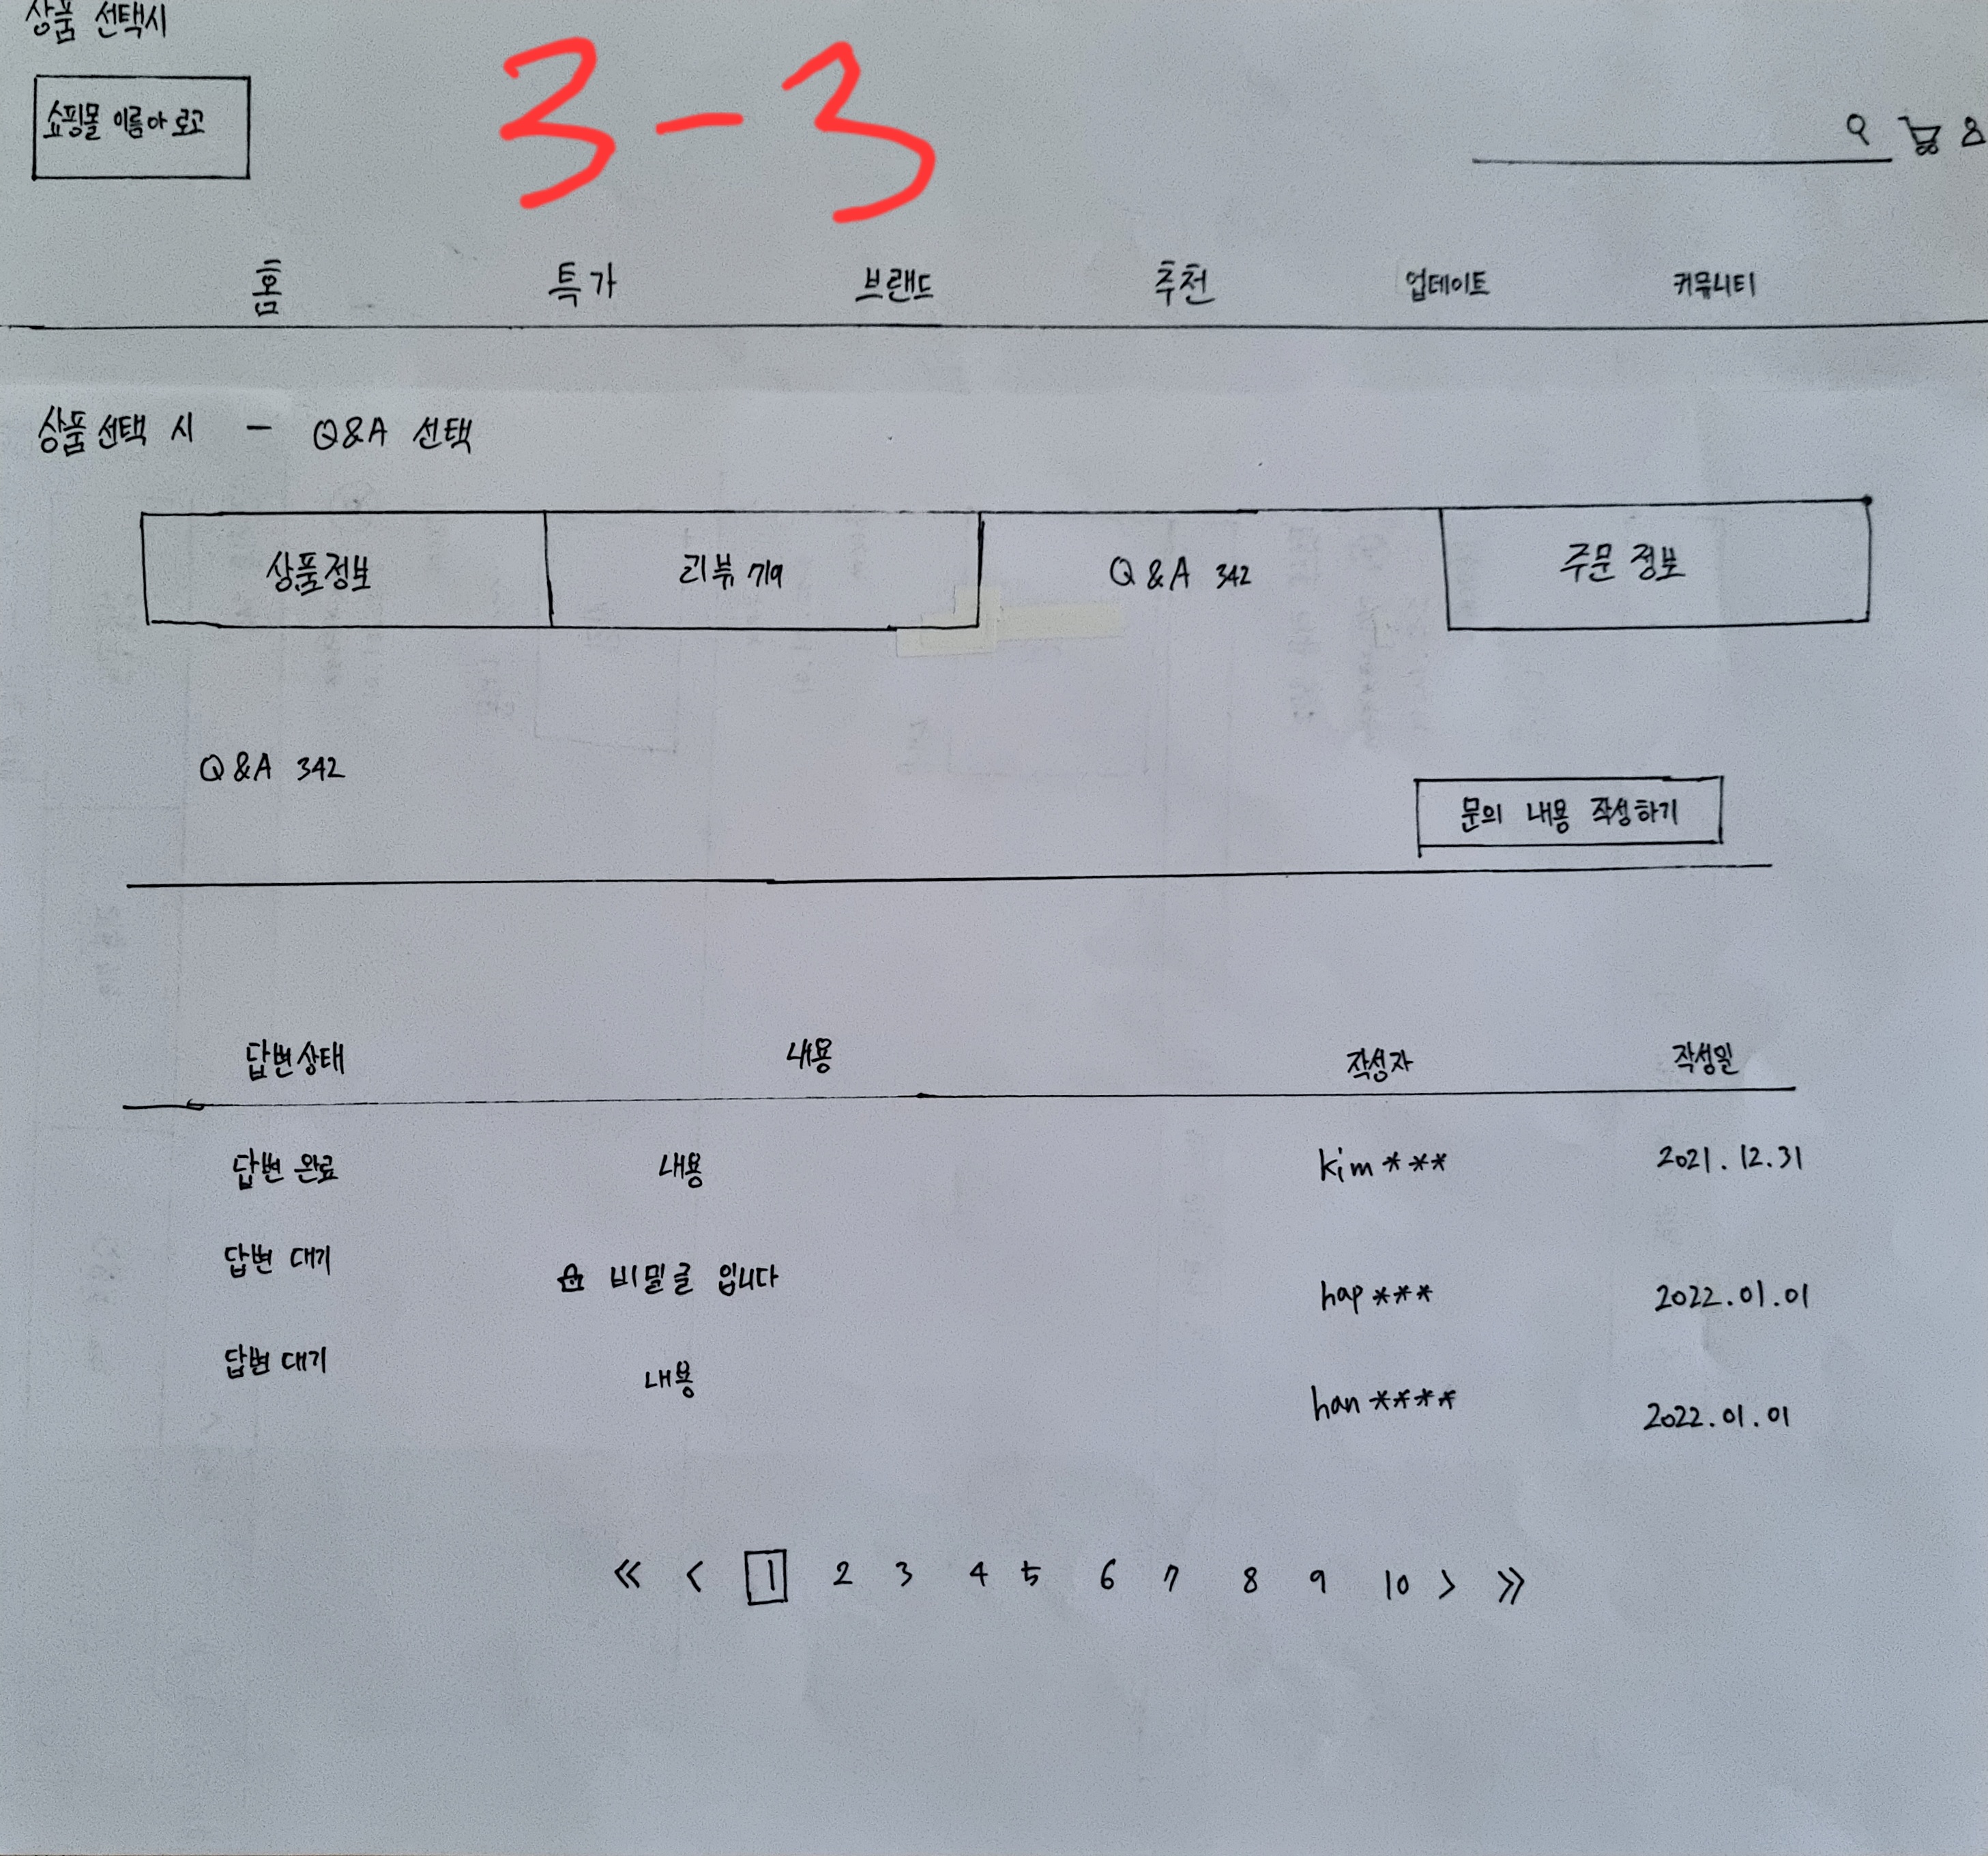 상품 선택시
3-3
쇼핑몰 이름아 로고
홈 특가 브랜드 추천 업데이트 커뮤니티
상품선택 시 - Q&A 선택
상품정보 리뷰 719 Q&A 342 주문 정보
Q&A 342
문의 내용 작성하기
답변상태 내용 작성자 작성일
답변 완료 내용 kim*** 2021.12.31
답변 대기 비밀글 입니다 hap*** 2022.01.01
답변 대기 내용 han**** 2022.01.01
≪ < 1 2 3 4 5 6 7 8 9 10 > ≫